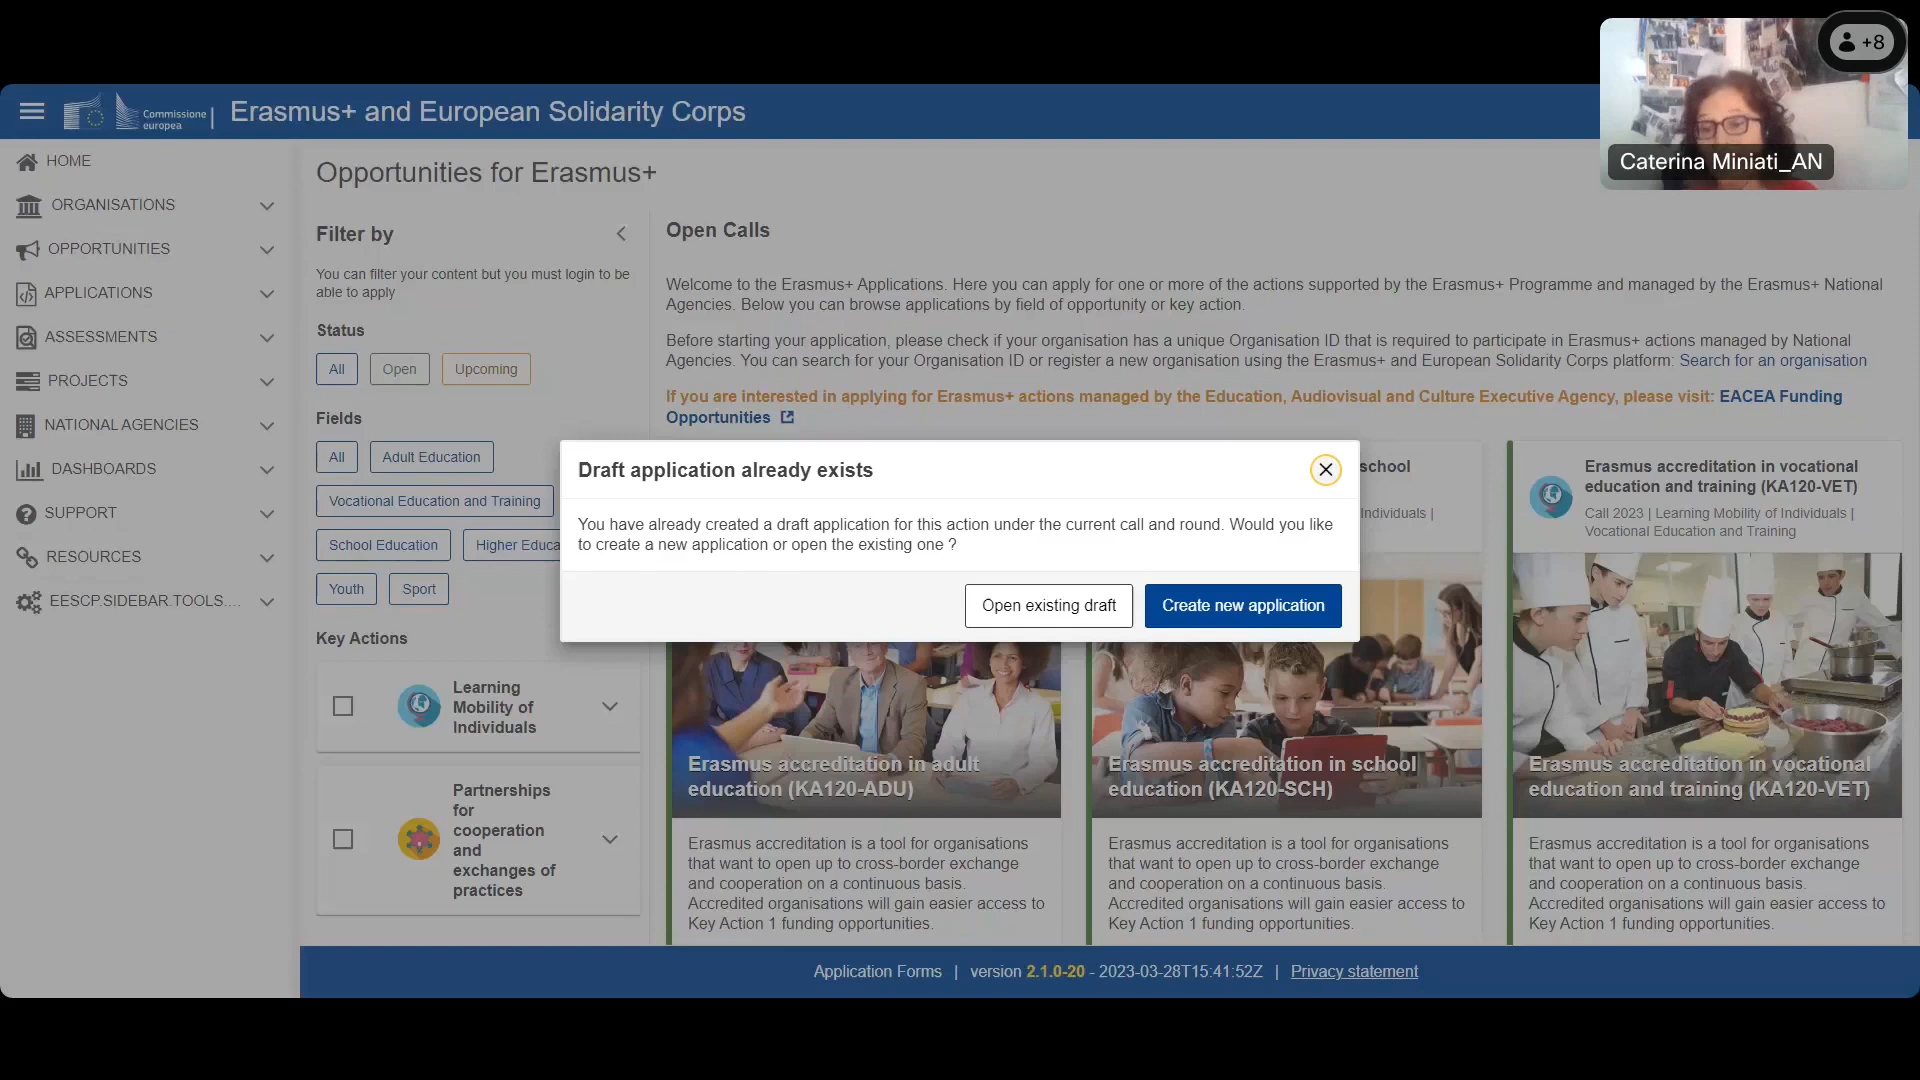 +8
Caterina Miniati_AN
Commissione
europea
Erasmus+ and European Solidarity Corps
HOME
ORGANISATIONS
OPPORTUNITIES
APPLICATIONS
ASSESSMENTS
PROJECTS
NATIONAL AGENCIES
DASHBOARDS
SUPPORT
RESOURCES
EESCP.SIDEBAR.TOOLS....
Opportunities for Erasmus+
Filter by
You can filter your content but you must login to be
able to apply
Status
All
Open
Upcoming
Fields
All
Adult Education
Vocational Education and Training
School Education
Higher Educa
Youth
Sport
Key Actions
Learning
Mobility of
Individuals
Partnerships
for
cooperation
and
exchanges of
practices
Open Calls
Welcome to the Erasmus+ Applications. Here you can apply for one or more of the actions supported by the Erasmus+ Programme and managed by the Erasmus+ National
Agencies. Below you can browse applications by field of opportunity or key action.
Before starting your application, please check if your organisation has a unique Organisation ID that is required to participate in Erasmus+ actions managed by National
Agencies. You can search for your Organisation ID or register a new organisation using the Erasmus+ and European Solidarity Corps platform: Search for an organisation
If you are interested in applying for Erasmus+ actions managed by the Education, Audiovisual and Culture Executive Agency, please visit: EACEA Funding
Opportunities
Draft application already exists
You have already created a draft application for this action under the current call and round. Would you like
to create a new application or open the existing one ?
Open existing draft
Create new application
school
Individuals |
Erasmus accreditation in vocational
education and training (KA120-VET)
Call 2023 | Learning Mobility of Individuals |
Vocational Education and Training
Erasmus accreditation in adult
education (KA120-ADU)
Erasmus accreditation is a tool for organisations
that want to open up to cross-border exchange
and cooperation on a continuous basis.
Accredited organisations will gain easier access to
Key Action 1 funding opportunities.
Erasmus accreditation in school
education (KA120-SCH)
Erasmus accreditation is a tool for organisations
that want to open up to cross-border exchange
and cooperation on a continuous basis.
Accredited organisations will gain easier access to
Key Action 1 funding opportunities.
Erasmus accreditation in vocational
education and training (KA120-VET)
Erasmus accreditation is a tool for organisations
that want to open up to cross-border exchange
and cooperation on a continuous basis.
Accredited organisations will gain easier access to
Key Action 1 funding opportunities.
Application Forms | version 2.1.0-20 - 2023-03-28T15:41:52Z | Privacy statement